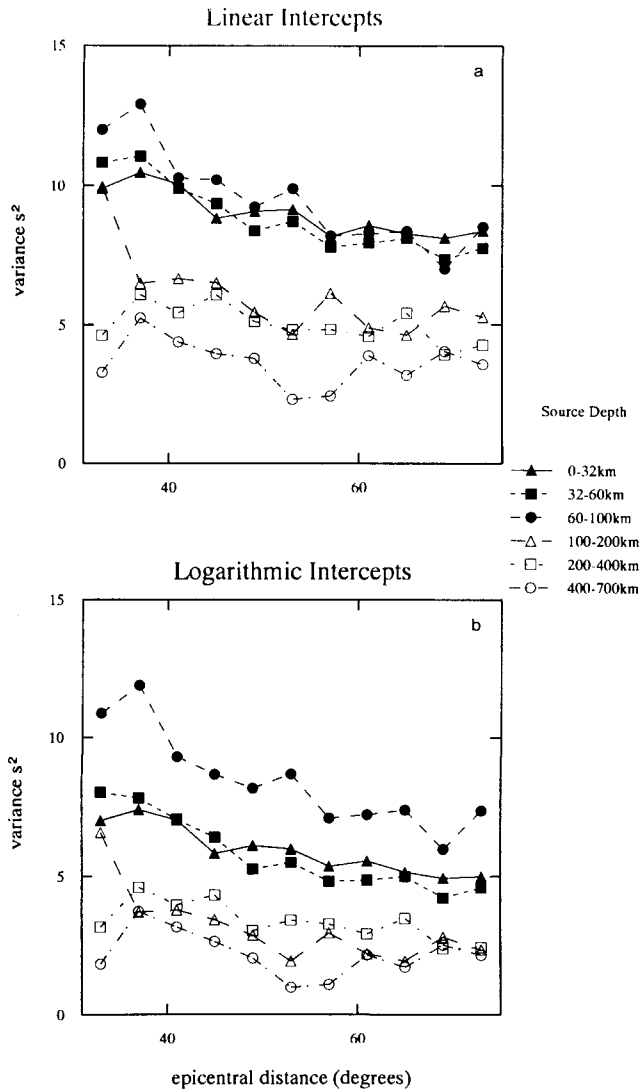 Linear Intercepts
a
15
10
5
0
variance s²
40
60
Source Depth
0-32km
32-60km
60-100km
100-200km
200-400km
400-700km
Logarithmic Intercepts
b
15
10
5
0
variance s²
40
60
epicentral distance (degrees)